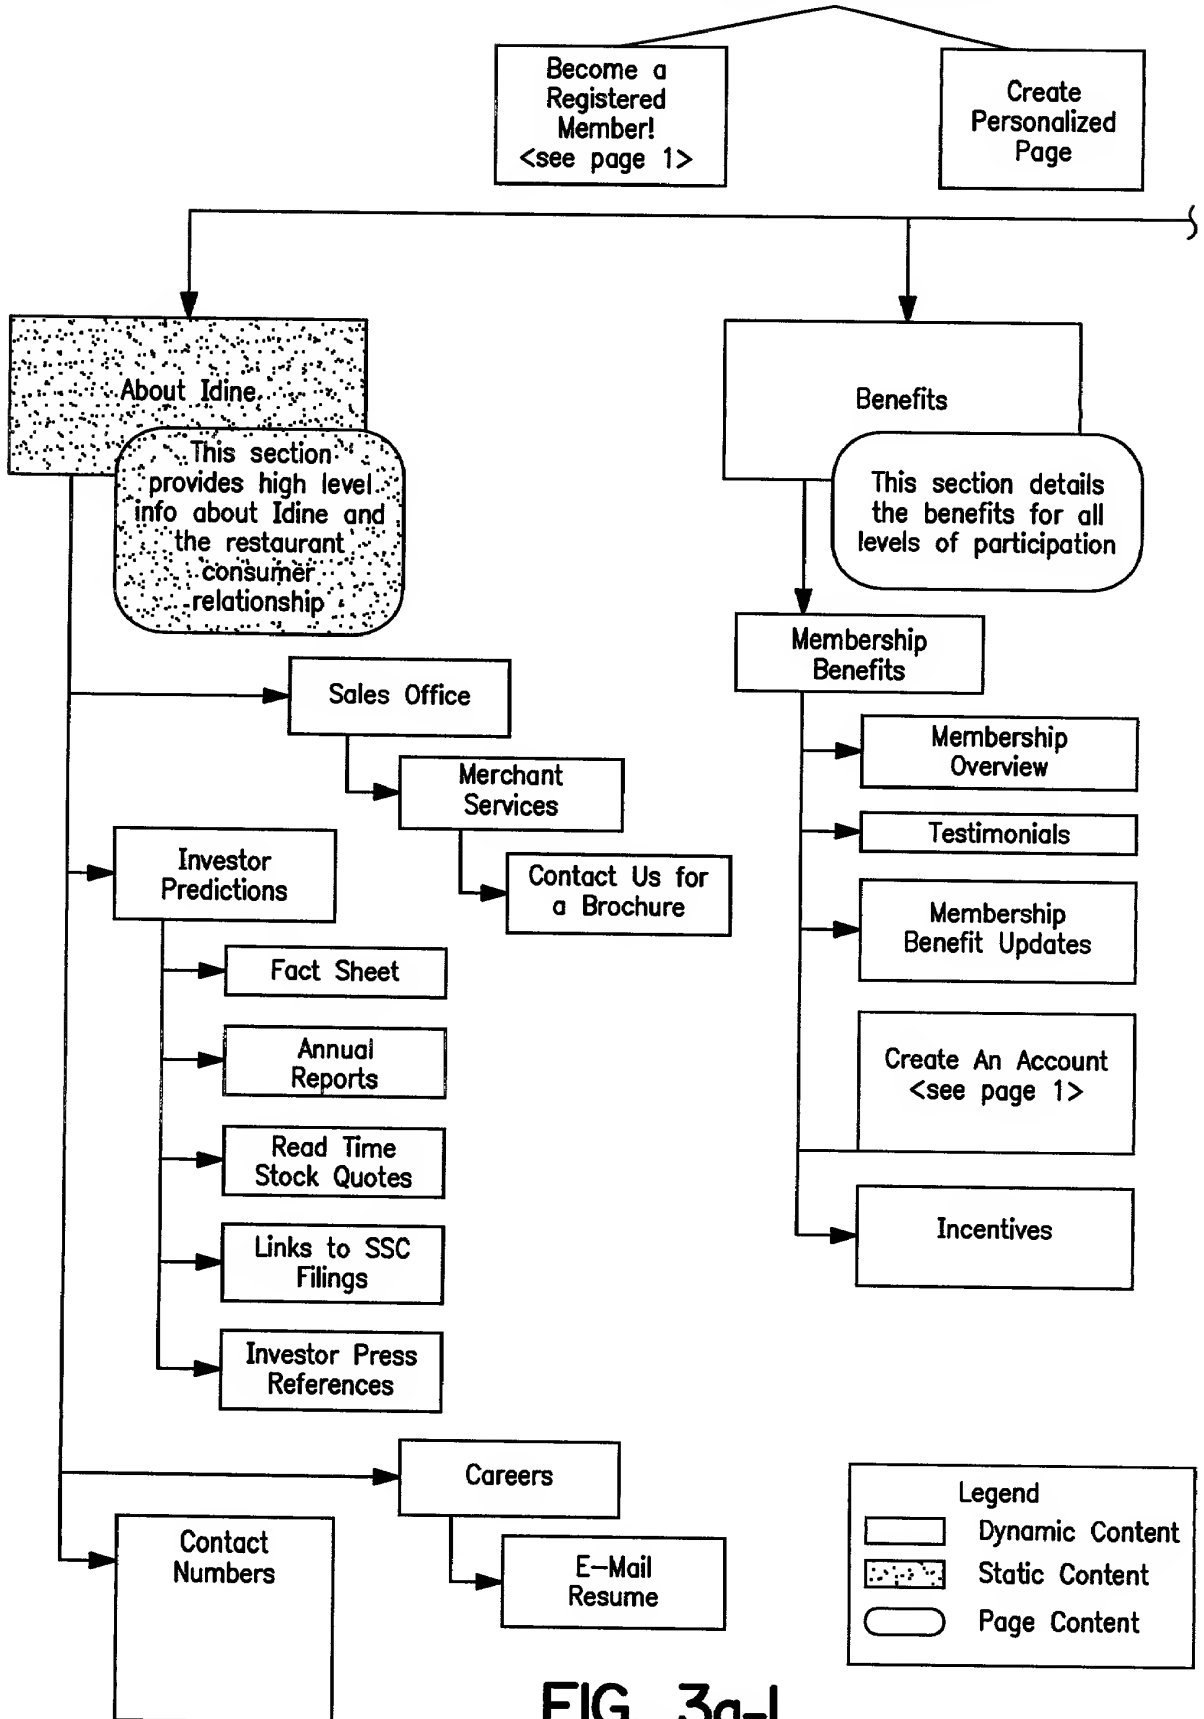 Become a
Registered
Member!
<see page 1>
Create
Personalized
Page
About Idine
This section
provides high level
info about Idine and
the restaurant
consumer
relationship
Benefits
This section details
the benefits for all
levels of participation
Sales Office
Merchant
Services
Contact Us for
a Brochure
Investor
Predictions
Fact Sheet
Annual
Reports
Read Time
Stock Quotes
Links to SSC
Filings
Investor Press
References
Careers
E-Mail
Resume
Contact
Numbers
Membership
Benefits
Membership
Overview
Testimonials
Membership
Benefit Updates
Create An Account
<see page 1>
Incentives
Legend
Dynamic Content
Static Content
Page Content
FIG. 3a-1